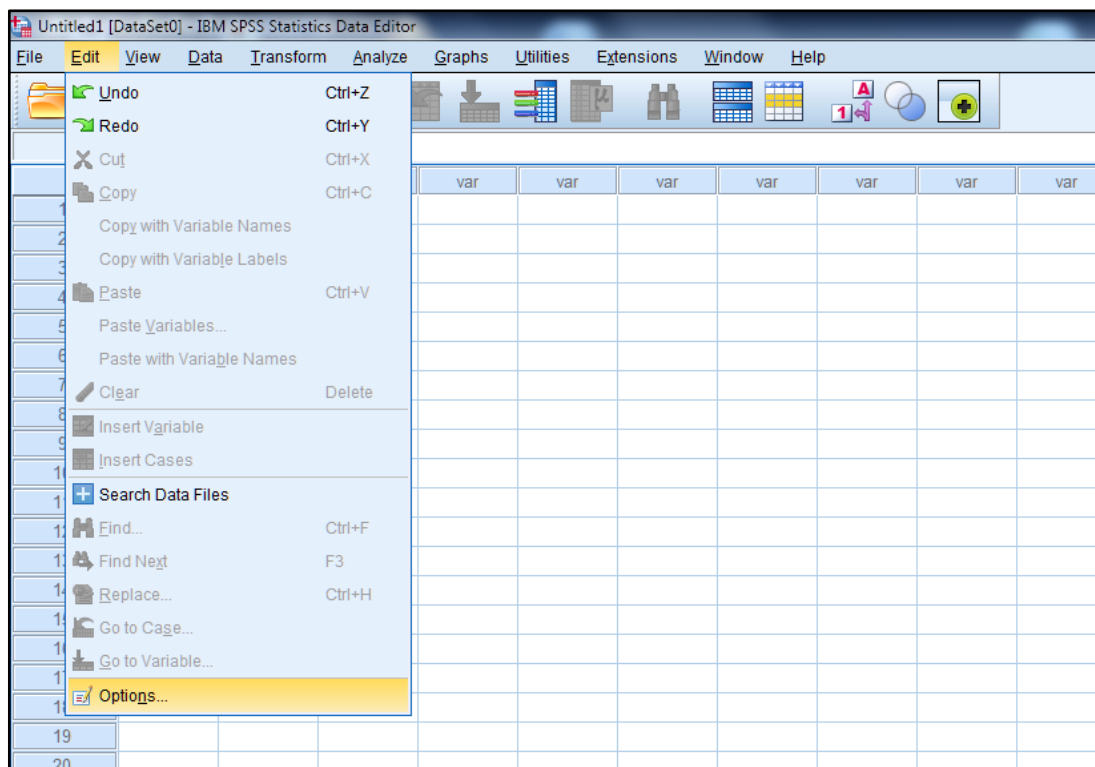 Untitled1 [DataSet0] - IBM SPSS Statistics Data Editor
File Edit View Data Transform Analyze Graphs Utilities Extensions Window Help
A
1
μ
var var var var var var var
Undo Ctrl+Z
Redo Ctrl+Y
Cut Ctrl+X
Copy Ctrl+C
Copy with Variable Names
Copy with Variable Labels
Paste Ctrl+V
Paste Variables...
Paste with Variable Names
Clear Delete
Insert Variable
Insert Cases
Search Data Files
Find... Ctrl+F
Find Next F3
Replace... Ctrl+H
Go to Case...
Go to Variable...
Options...
19
20